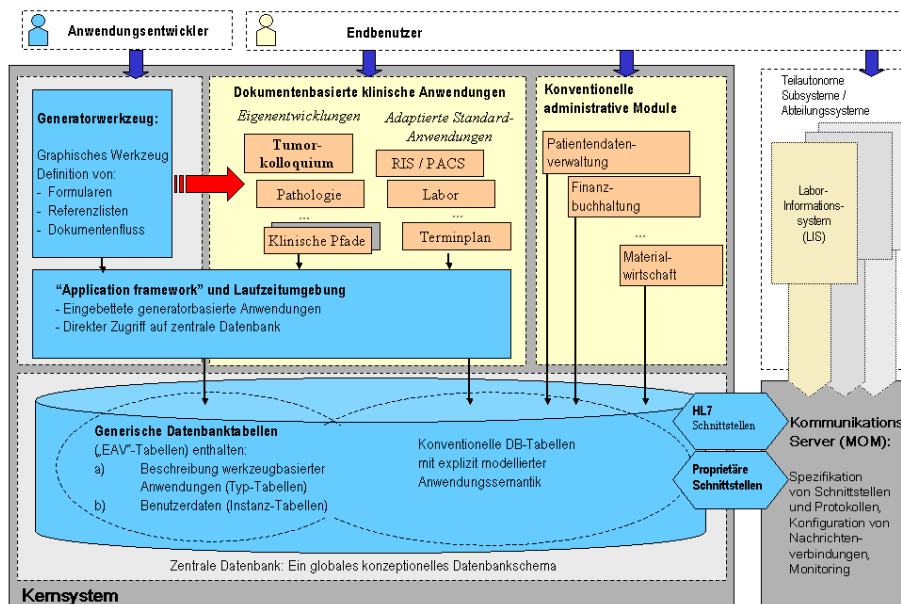 Anwendungsentwickler
Endbenutzer
Generatorwerkzeug:
Graphisches Werkzeug
Definition von:
- Formularen
- Referenzlisten
- Dokumentenfluss
Dokumentenbasierte klinische Anwendungen
Eigenentwicklungen
Tumor-
kolloquium
Pathologie
...
Klinische Pfade
Adaptierte Standard-
Anwendungen
RIS / PACS
Labor
...
Terminplan
Konventionelle
administrative Module
Patientendaten-
verwaltung
Finanz-
buchhaltung
...
Material-
wirtschaft
Teilautonome
Subsysteme /
Abteilungssysteme
Labor-
Informations-
system
(LIS)
"Application framework" und Laufzeitumgebung
- Eingebettete generatorbasierte Anwendungen
- Direkter Zugriff auf zentrale Datenbank
Generische Datenbanktabellen
(„EAV"-Tabellen) enthalten:
a) Beschreibung werkzeugbasierter
Anwendungen (Typ-Tabellen)
b) Benutzerdaten (Instanz-Tabellen)
Konventionelle DB-Tabellen
mit explizit modellierter
Anwendungssemantik
HL7
Schnittstellen
Proprietäre
Schnittstellen
Kommunikations
Server (MOM):
Spezifikation
von Schnittstellen
und Protokollen,
Konfiguration von
Nachrichten-
verbindungen,
Monitoring
Zentrale Datenbank: Ein globales konzeptionelles Datenbankschema
Kernsystem